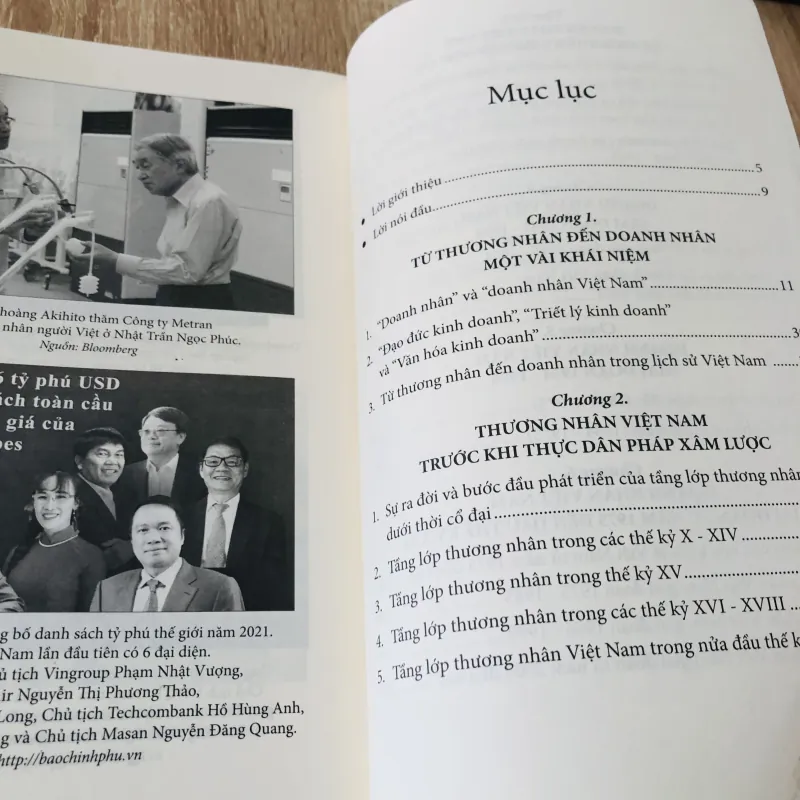 hoàng Akihito thăm Công ty Metran
nhân người Việt ở Nhật Trần Ngọc Phúc.
Nguồn: Bloomberg
tỷ phú USD
ách toàn cầu
giá của
bes
ng bố danh sách tỷ phú thế giới năm 2021.
Nam lần đầu tiên có 6 đại diện.
tịch Vingroup Phạm Nhật Vượng,
ir Nguyễn Thị Phương Thảo,
Long, Chủ tịch Techcombank Hồ Hùng Anh,
g và Chủ tịch Masan Nguyễn Đăng Quang.
http://baochinhphu.vn
Mục lục
• Lời giới thiệu ........ 5
• Lời nói đầu........ 9
Chương 1.
TỪ THƯƠNG NHÂN ĐẾN DOANH NHÂN
MỘT VÀI KHÁI NIỆM
1. “Doanh nhân” và “doanh nhân Việt Nam” ........ 11
2. “Đạo đức kinh doanh”, “Triết lý kinh doanh”
và “Văn hóa kinh doanh” ........ 3
3. Từ thương nhân đến doanh nhân trong lịch sử Việt Nam ......
Chương 2.
THƯƠNG NHÂN VIỆT NAM
TRƯỚC KHI THỰC DÂN PHÁP XÂM LƯỢC
1. Sự ra đời và bước đầu phát triển của tầng lớp thương nhân
dưới thời cổ đại ........
2. Tầng lớp thương nhân trong các thế kỷ X - XIV ........
3. Tầng lớp thương nhân trong thế kỷ XV ........
4. Tầng lớp thương nhân trong các thế kỷ XVI - XVIII ...
5. Tầng lớp thương nhân Việt Nam trong nửa đầu thế k